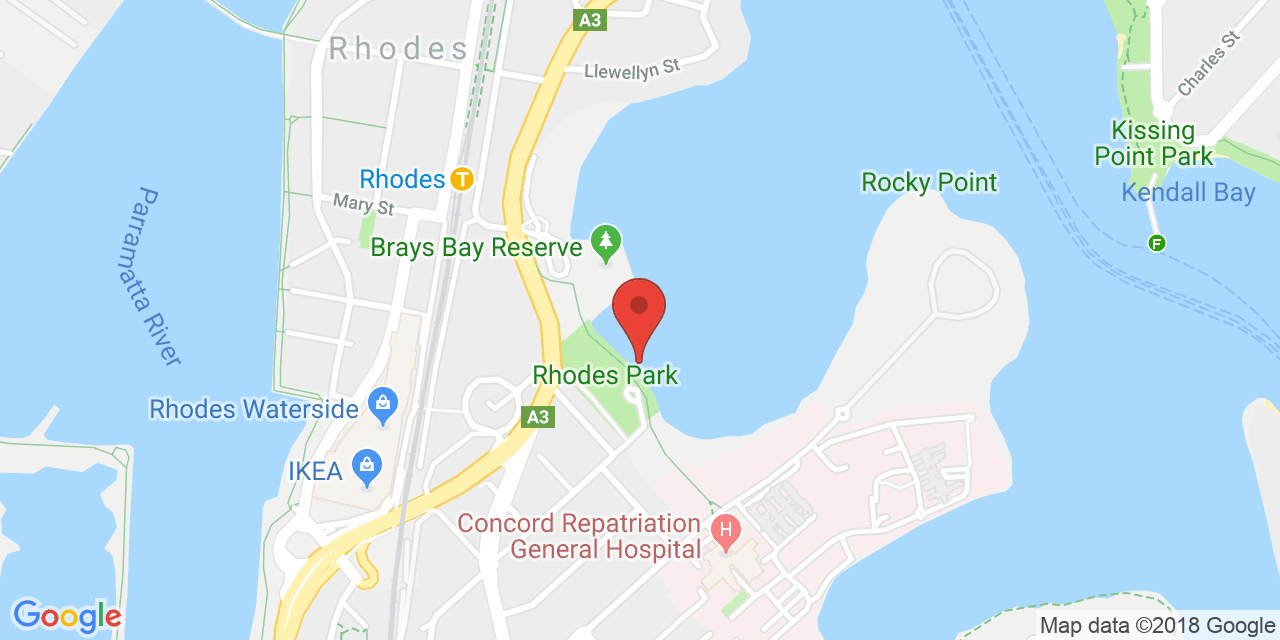 A3
Rhodes
Llewellyn St
Charles St
Kissing
Point Park
Rhodes
T
Rocky Point
Kendall Bay
Mary St
Parramatta River
Brays Bay Reserve
F
Rhodes Park
Rhodes Waterside
A3
IKEA
Concord Repatriation
General Hospital
H
Google
Map data ©2018 Google